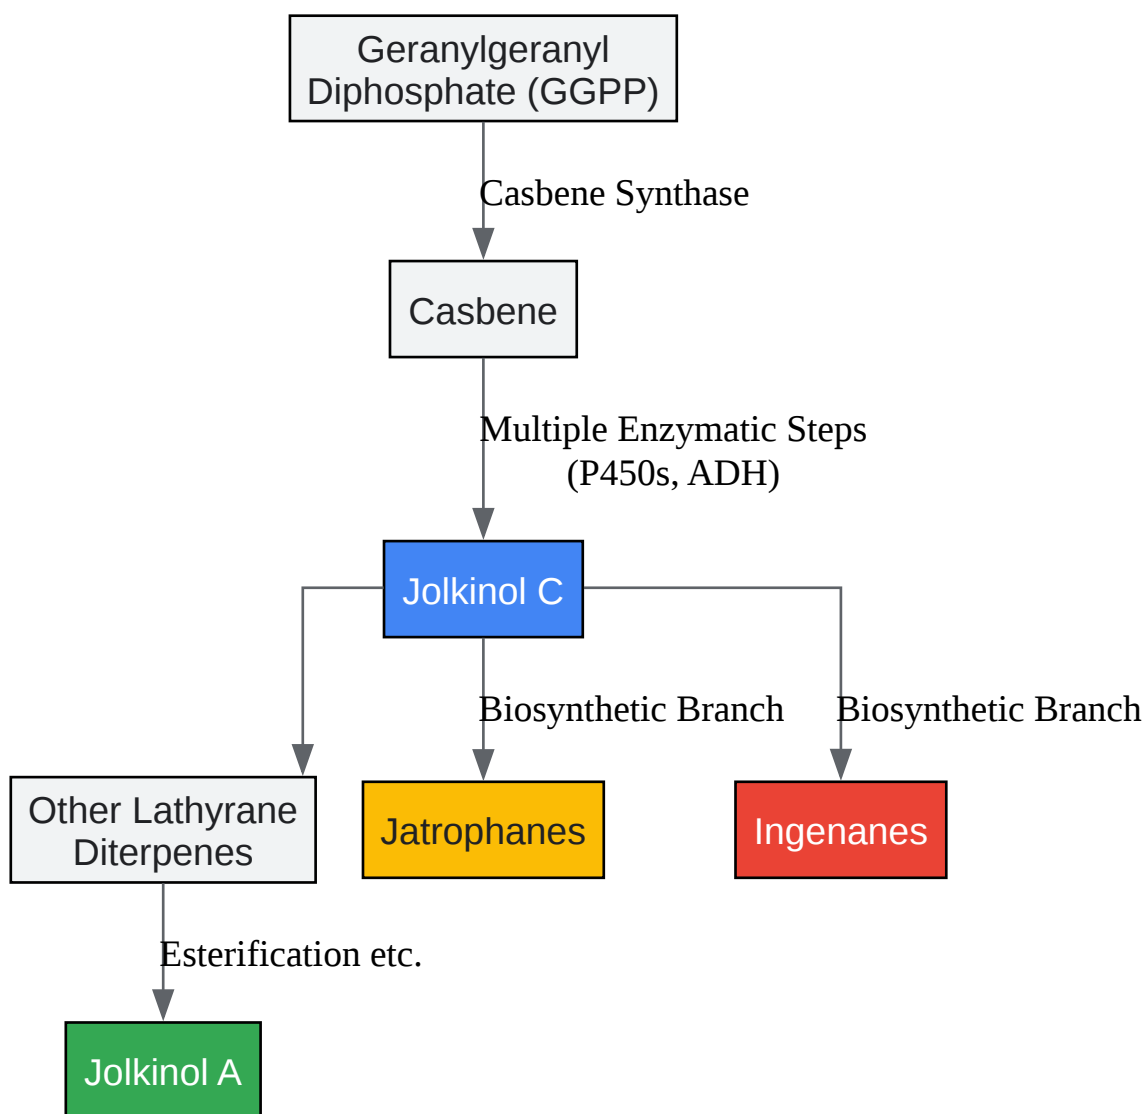 Geranylgeranyl
Diphosphate (GGPP)
Casbene Synthase
Casbene
Multiple Enzymatic Steps
(P450s, ADH)
Jolkinol C
Biosynthetic Branch
Biosynthetic Branch
Other Lathyrane
Diterpenes
Jatrophanes
Ingenanes
Esterification etc.
Jolkinol A